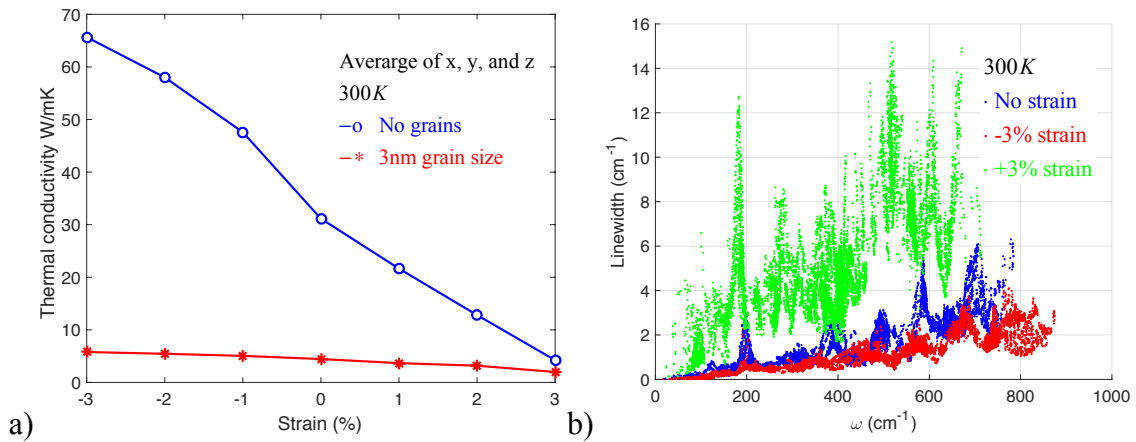 70
60
50
40
30
20
10
0
Thermal conductivity W/mK
-3 -2 -1 0 1 2 3
Strain (%)
Averarge of x, y, and z
300K
No grains
3nm grain size
a)
16
14
12
10
8
6
4
2
0
Linewidth (cm-1)
0 200 400 600 800 1000
ω (cm-1)
300K
No strain
-3% strain
+3% strain
b)